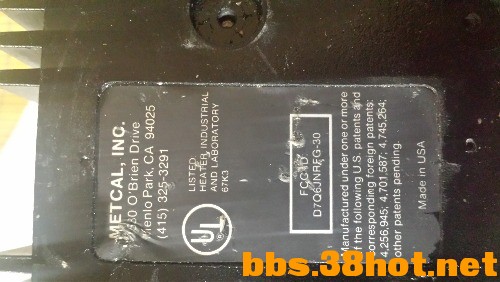 METCAL, INC.
O'Brien Drive
Menlo Park, CA 94025
(415) 325-3291
UL
LISTED
HEATER, INDUSTRIAL
AND LABORATORY
67K3
FCC ID
D7Q6JNRFG-30
Manufactured under one or more
of the following U.S. patents and
corresponding foreign patents:
4,256,945; 4,701,587; 4,745,264;
other patents pending.
Made in USA
bbs.38hot.net